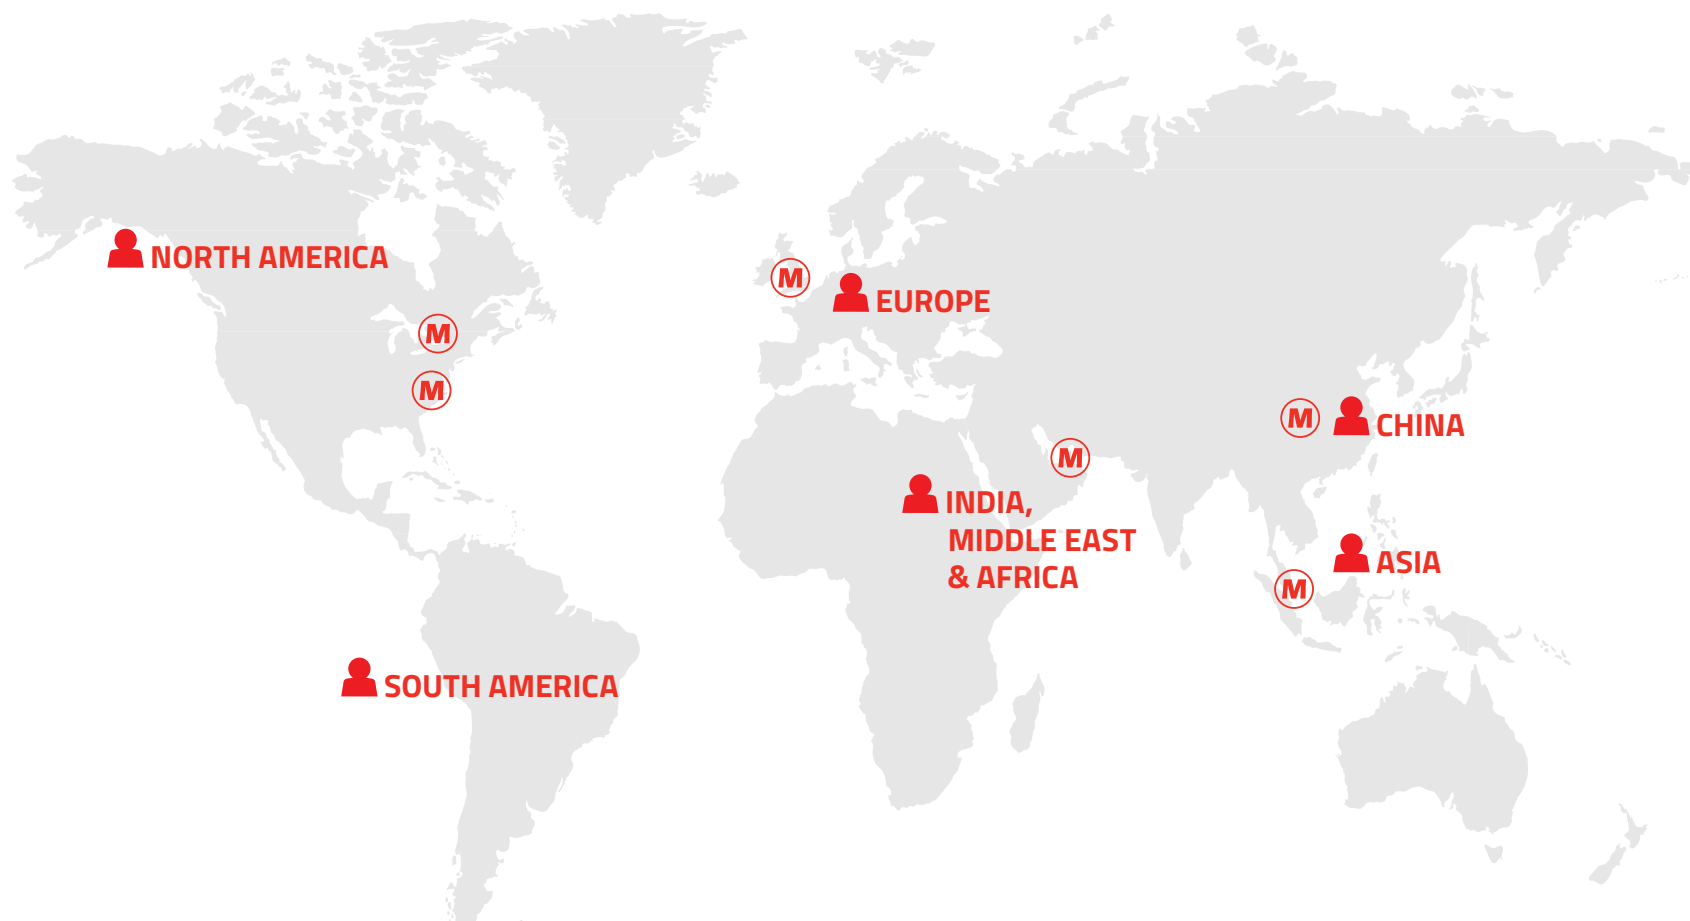 NORTH AMERICA
M
EUROPE
M
M
M
CHINA
M
INDIA,
MIDDLE EAST
& AFRICA
ASIA
M
SOUTH AMERICA